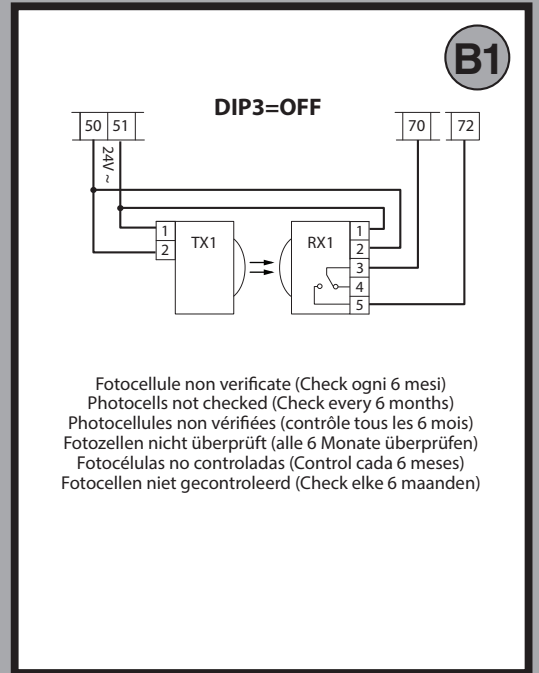 B1
DIP3=OFF
50 51
70 72
24V ~
1 TX1 RX1 1
2 2
3
4
5
Fotocellule non verificate (Check ogni 6 mesi)
Photocells not checked (Check every 6 months)
Photocellules non vérifiées (contrôle tous les 6 mois)
Fotozellen nicht überprüft (alle 6 Monate überprüfen)
Fotocélulas no controladas (Control cada 6 meses)
Fotocellen niet gecontroleerd (Check elke 6 maanden)